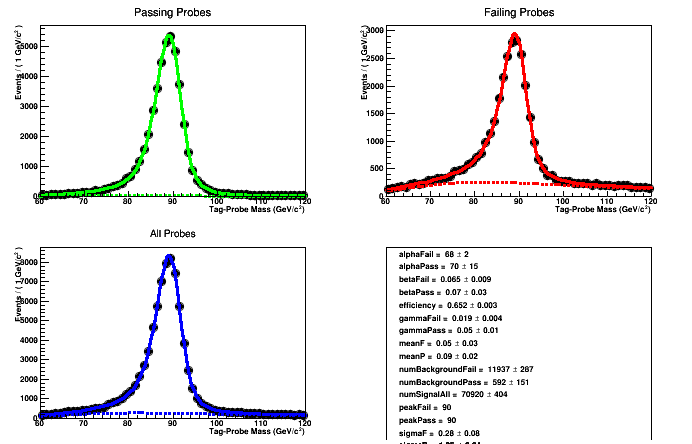 Passing Probes
Events / ( 1 GeV/c² )
5000
4000
3000
2000
1000
0
60 70 80 90 100 110 120
Tag-Probe Mass (GeV/c²)
Failing Probes
Events / ( 1 GeV/c² )
3000
2500
2000
1500
1000
500
0
60 70 80 90 100 110 120
Tag-Probe Mass (GeV/c²)
All Probes
Events / ( 1 GeV/c² )
8000
7000
6000
5000
4000
3000
2000
1000
0
60 70 80 90 100 110 120
Tag-Probe Mass (GeV/c²)
alphaFail = 68 ± 2
alphaPass = 70 ± 15
betaFail = 0.065 ± 0.009
betaPass = 0.07 ± 0.03
efficiency = 0.652 ± 0.003
gammaFail = 0.019 ± 0.004
gammaPass = 0.05 ± 0.01
meanF = 0.05 ± 0.03
meanP = 0.09 ± 0.02
numBackgroundFail = 11937 ± 287
numBackgroundPass = 592 ± 151
numSignalAll = 70920 ± 404
peakFail = 90
peakPass = 90
sigmaF = 0.28 ± 0.08